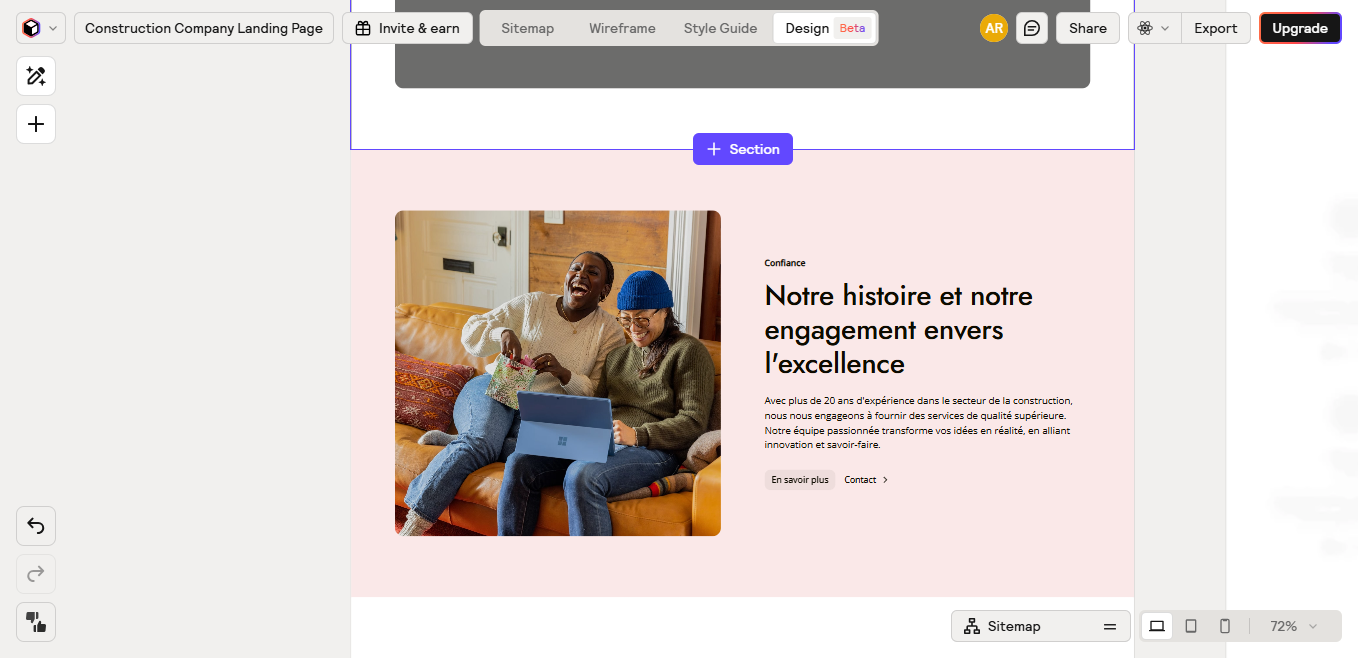 Construction Company Landing Page
Invite & earn
Sitemap
Wireframe
Style Guide
Design Beta
AR
Share
Export
Upgrade
Section
Confiance
Notre histoire et notre
engagement envers
l'excellence
Avec plus de 20 ans d'expérience dans le secteur de la construction,
nous nous engageons à fournir des services de qualité supérieure.
Notre équipe passionnée transforme vos idées en réalité, en alliant
innovation et savoir-faire.
En savoir plus
Contact
Sitemap
72%